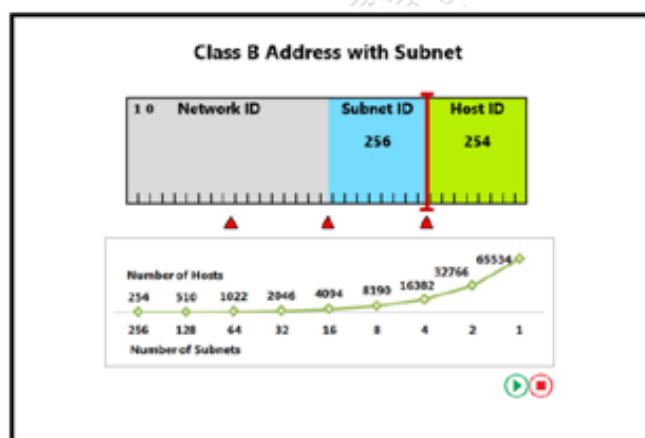 Class B Address with Subnet
1 0 Network ID Subnet ID Host ID
256 254
Number of Hosts
254 510 1022 2046 4094 8190 16382 32766 65534
256 128 64 32 16 8 4 2 1
Number of Subnets